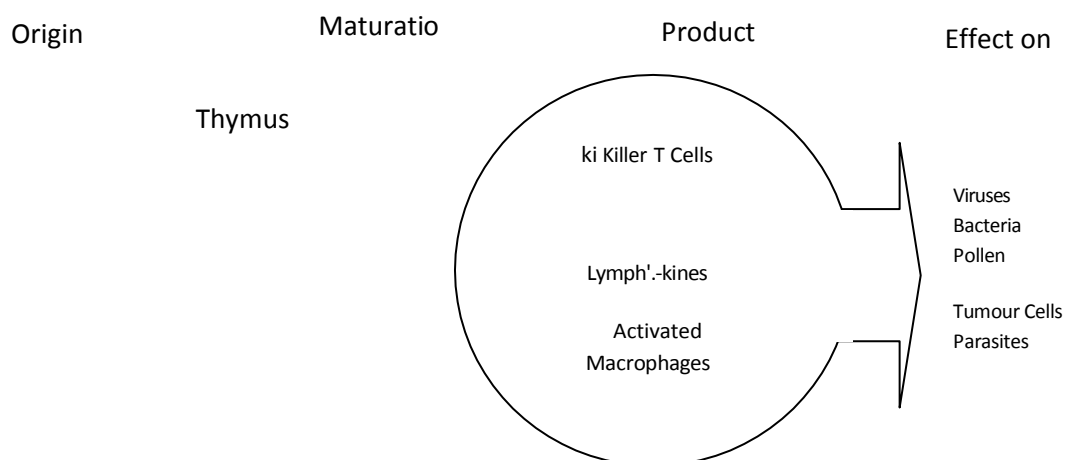 Origin
Maturatio
Product
Effect on
Thymus
ki Killer T Cells
Lymph'.-kines
Activated
Macrophages
Viruses
Bacteria
Pollen
Tumour Cells
Parasites